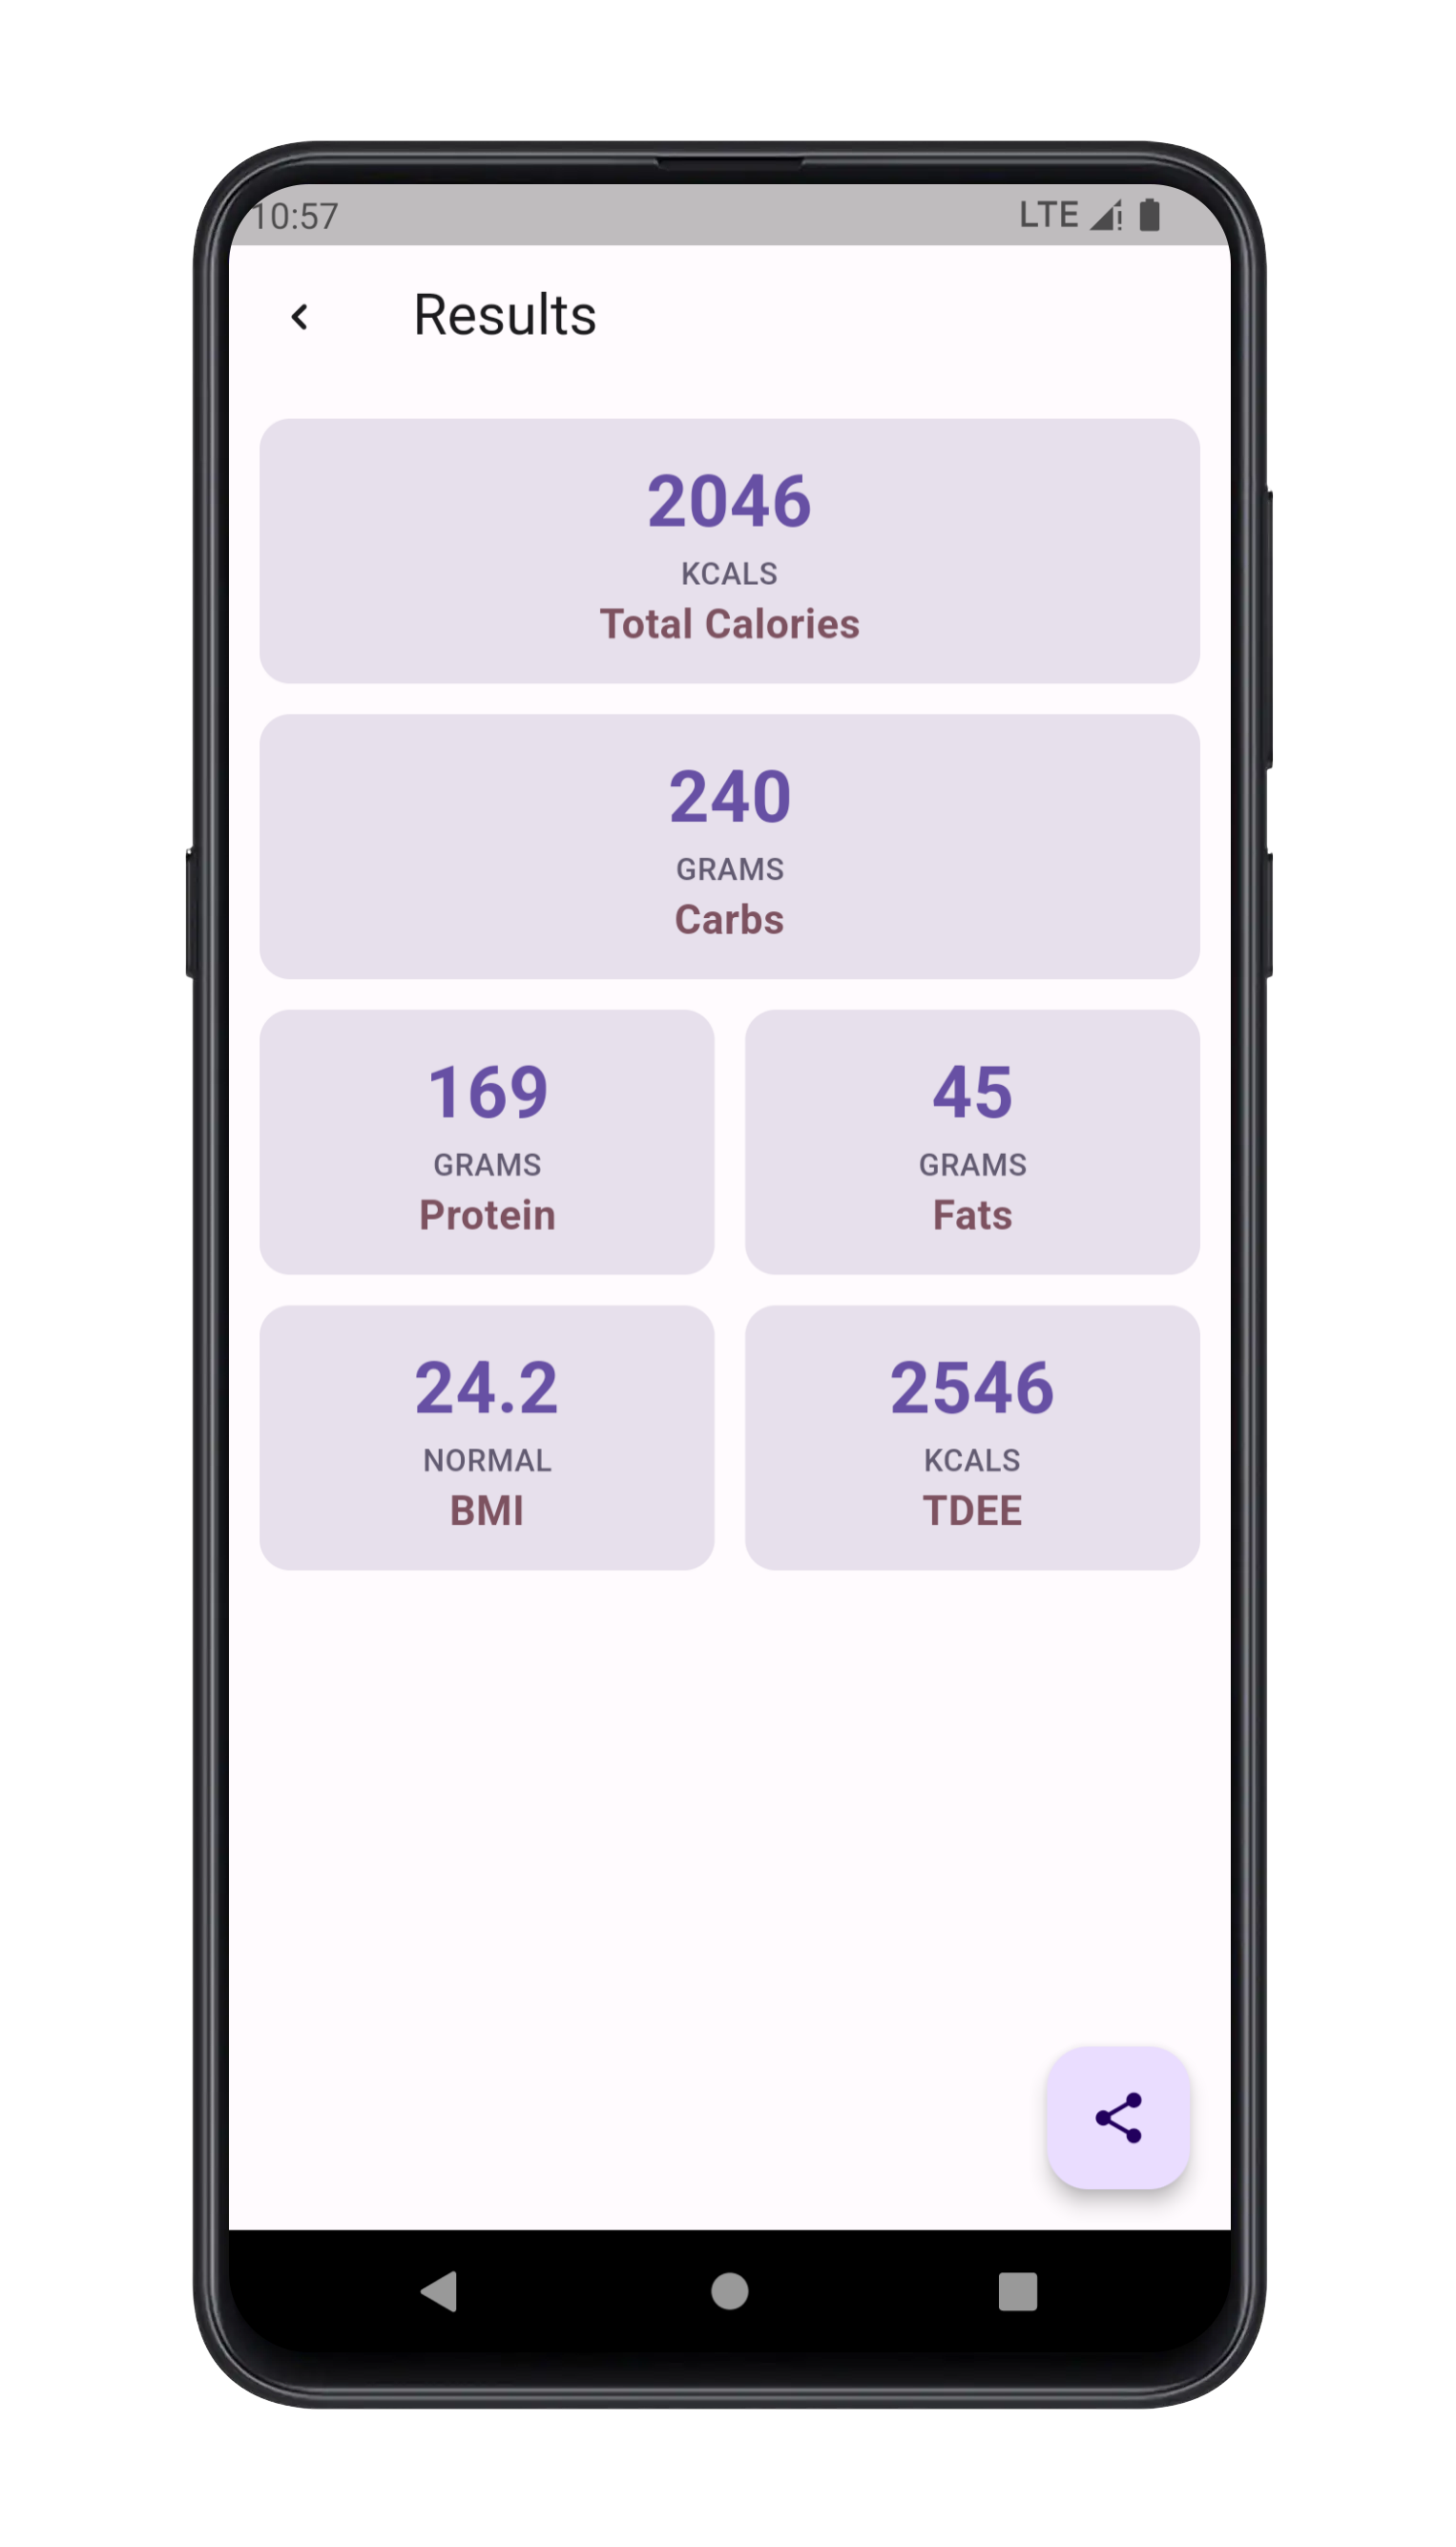 10:57 LTE
Results
2046
KCALS
Total Calories
240
GRAMS
Carbs
169
GRAMS
Protein
45
GRAMS
Fats
24.2
NORMAL
BMI
2546
KCALS
TDEE